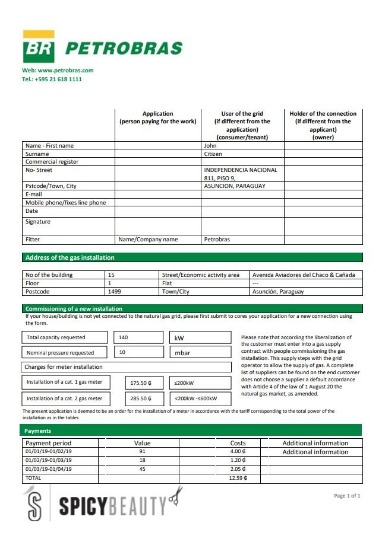 BR PETROBRAS
Web: www.petrobras.com
Tel.: +595 21 618 1111
Application (person paying for the work) User of the grid (if different from the application) (consumer/tenant) Holder of the connection (if different from the applicant) (owner)
Name - First name John
Surname Citizen
Commercial register
No- Street INDEPENDENCIA NACIONAL
811, PISO 9,
Pstcode/Town, City ASUNCION, PARAGUAY
E-mail
Mobile phone/fixes line phone
Date
Signature
Fitter Name/Company name Petrobras
Address of the gas installation
No of the building 15 Street/Economic activity area Avenida Aviadores del Chaco & Cañada
Floor 1 Flat ---
Postcode 1499 Town/City Asunción, Paraguay
Commissioning of a new installation
If your house/building is not yet connected to the natural gas grid, please first submit to cores your application for a new connection using
the form.
Total capacity requested 140 kW
Nominal pressure requested 10 mbar
Charges for meter installation
Installation of a cat. 1 gas meter 175.50 ₲ ≤200kW
Installation of a cat. 2 gas meter 285.50 ₲ <200kW -≤600kW
Please note that according the liberalization of
the customer must enter into a gas supply
contract with people commissioning the gas
installation. This supply steps with the grid
operator to allow the supply of gas. A complete
list of suppliers can be found on the end customer
does not choose a supplier a default accordance
with Article 4 of the law of 1 August 20 the
natural gas market, as amended.
The present application is deemed to be an order for the installation of a meter in accordance with the tariff corresponding to the total power of the
installation as in the tables
Payments
Payment period Value Costs Additional information
01/01/19-01/02/19 91 4.00 ₲ Additional information
01/02/19-01/03/19 18 1.20 ₲
01/03/19-01/04/19 45 2.05 ₲
TOTAL 12.59 ₲
SPICYBEAUTY
Page 1 of 1